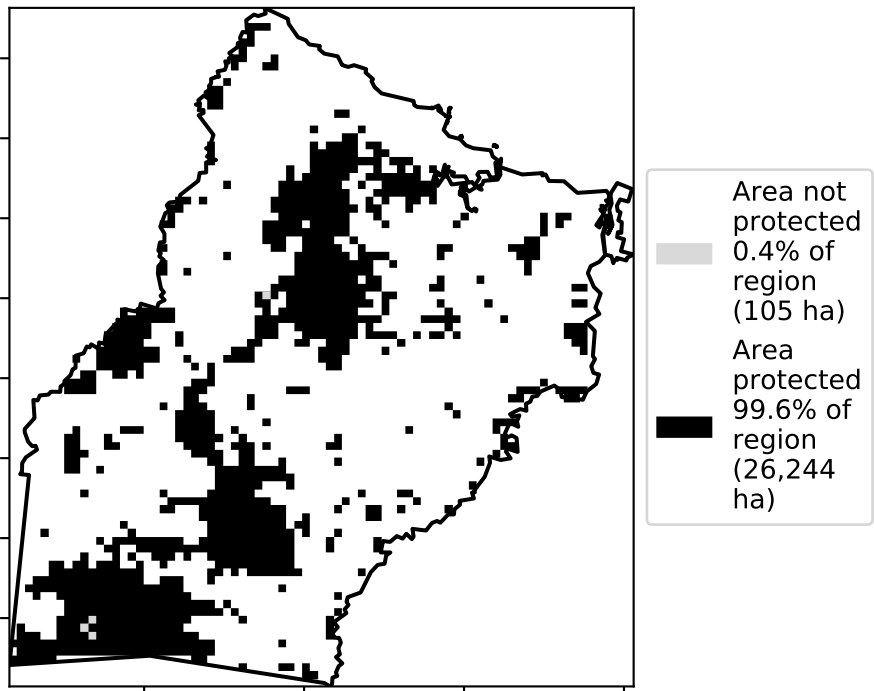 Area not
protected
0.4% of
region
(105 ha)
Area
protected
99.6% of
region
(26,244
ha)